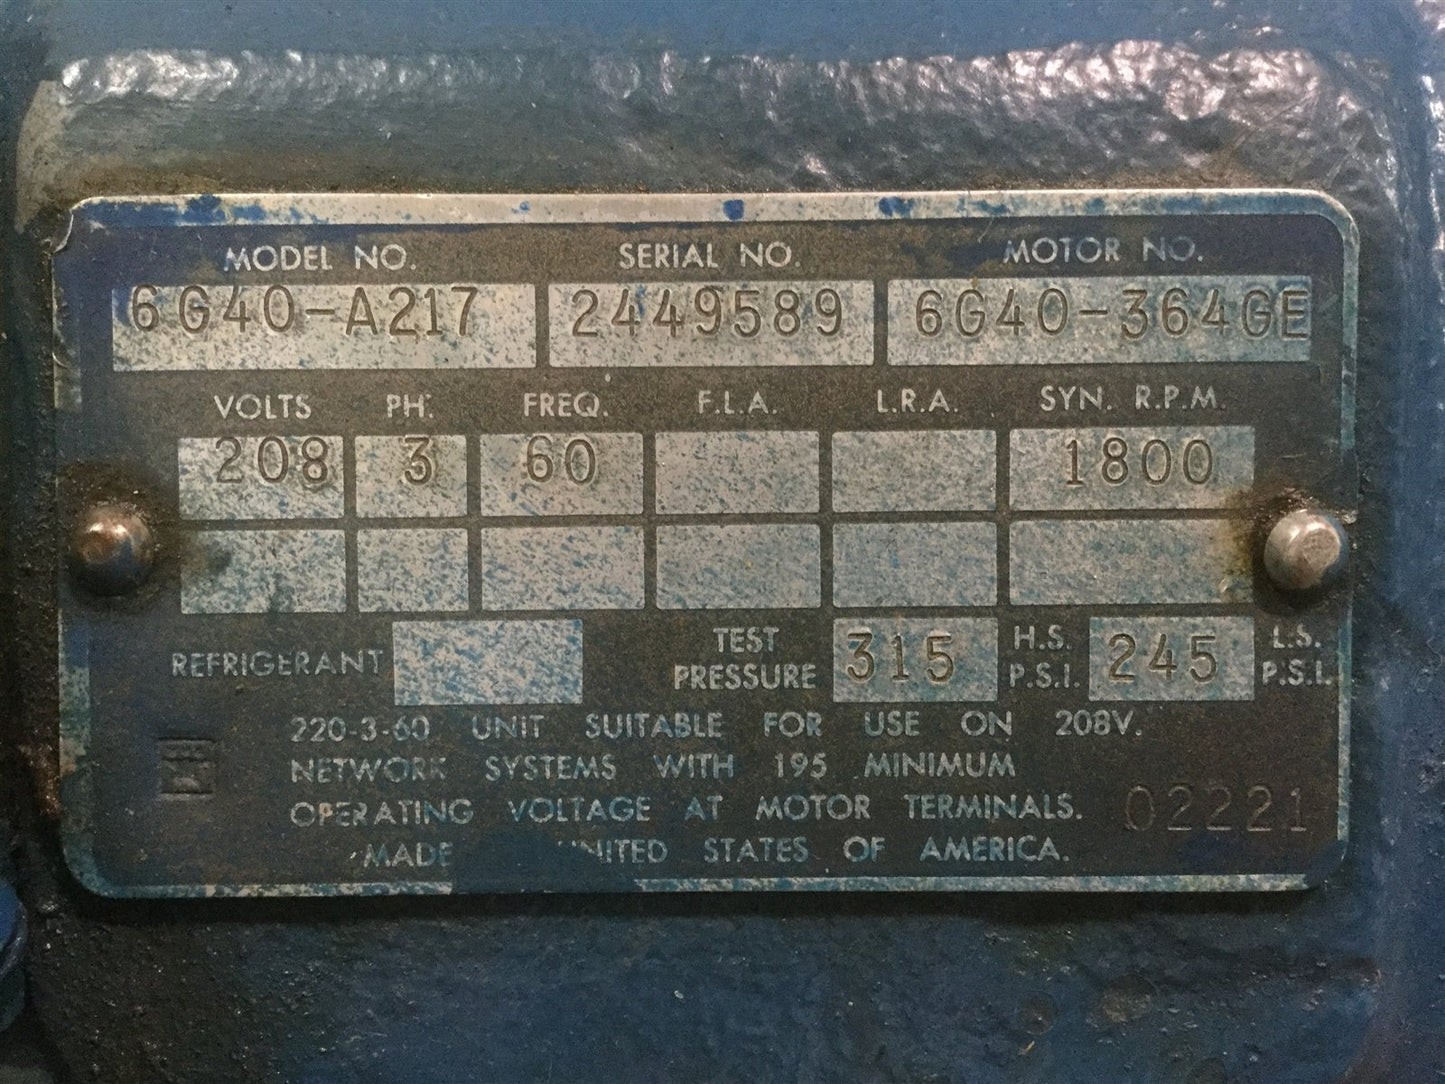 MODEL NO. SERIAL NO. MOTOR NO.
6G40-A217 2449589 6G40-364GE
VOLTS PH. FREQ. F.L.A. L.R.A. SYN. R.P.M.
208 3 60 1800
REFRIGERANT TEST PRESSURE 315 H.S. P.S.I. 245 L.S. P.S.I.
220-3-60 UNIT SUITABLE FOR USE ON 208V.
NETWORK SYSTEMS WITH 195 MINIMUM
OPERATING VOLTAGE AT MOTOR TERMINALS.
02221
MADE UNITED STATES OF AMERICA.